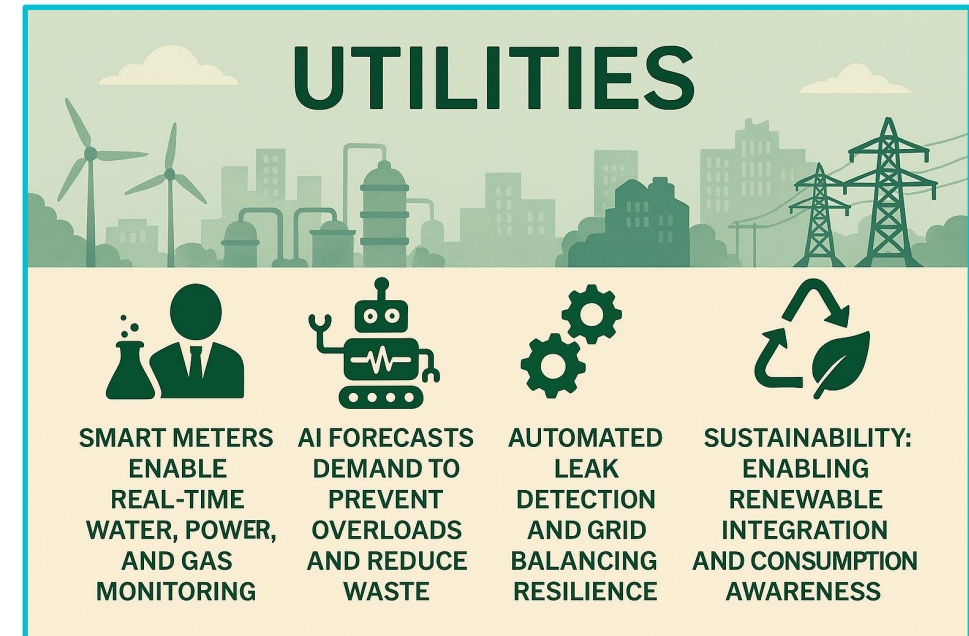 UTILITIES
SMART METERS
ENABLE
REAL-TIME
WATER, POWER,
AND GAS
MONITORING
AI FORECASTS
DEMAND TO
PREVENT
OVERLOADS
AND REDUCE
WASTE
AUTOMATED
LEAK
DETECTION
AND GRID
BALANCING
RESILIENCE
SUSTAINABILITY:
ENABLING
RENEWABLE
INTEGRATION
AND CONSUMPTION
AWARENESS